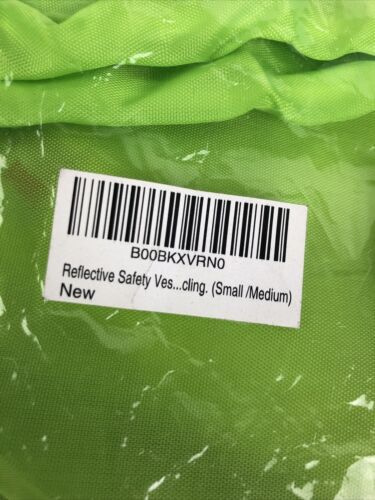 B00BKXVRN0
Reflective Safety Ves...cling. (Small /Medium)
New